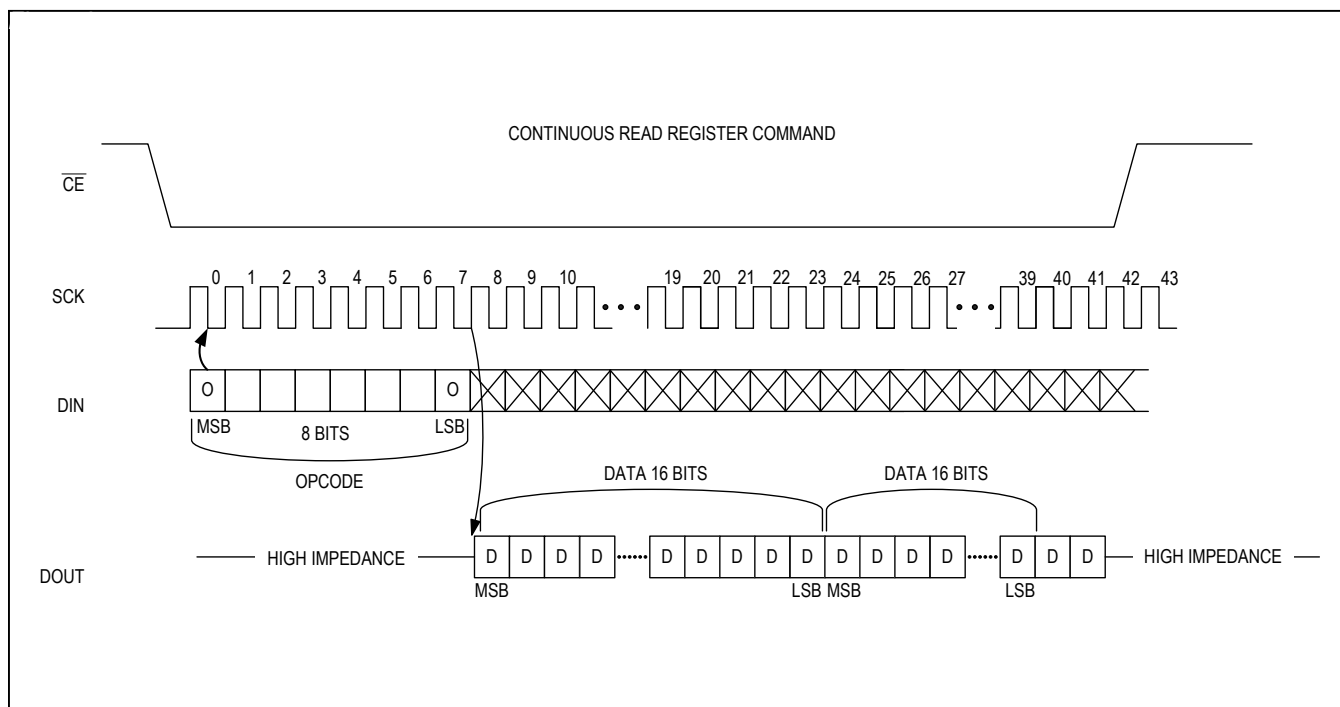 CONTINUOUS READ REGISTER COMMAND
CE
SCK
0 1 2 3 4 5 6 7 8 9 10 19 20 21 22 23 24 25 26 27 39 40 41 42 43
DIN
O O
MSB 8 BITS LSB
OPCODE
DATA 16 BITS DATA 16 BITS
DOUT
HIGH IMPEDANCE D D D D D D D D D D D D D D D D HIGH IMPEDANCE
MSB LSB MSB LSB